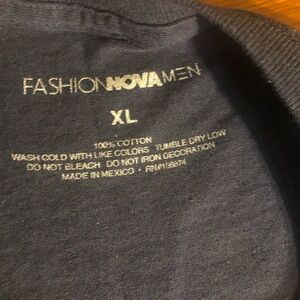 FASHIONNOVAMEN
XL
100% COTTON
WASH COLD WITH LIKE COLORS TUMBLE DRY LOW
DO NOT BLEACH DO NOT IRON DECORATION
MADE IN MEXICO •